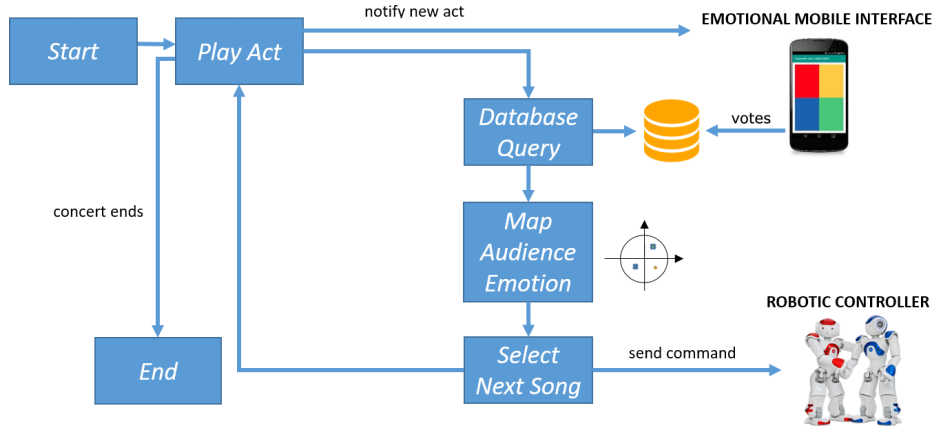 notify new act
EMOTIONAL MOBILE INTERFACE
Start
Play Act
Database
Query
votes
concert ends
Map
Audience
Emotion
ROBOTIC CONTROLLER
End
Select
Next Song
send command